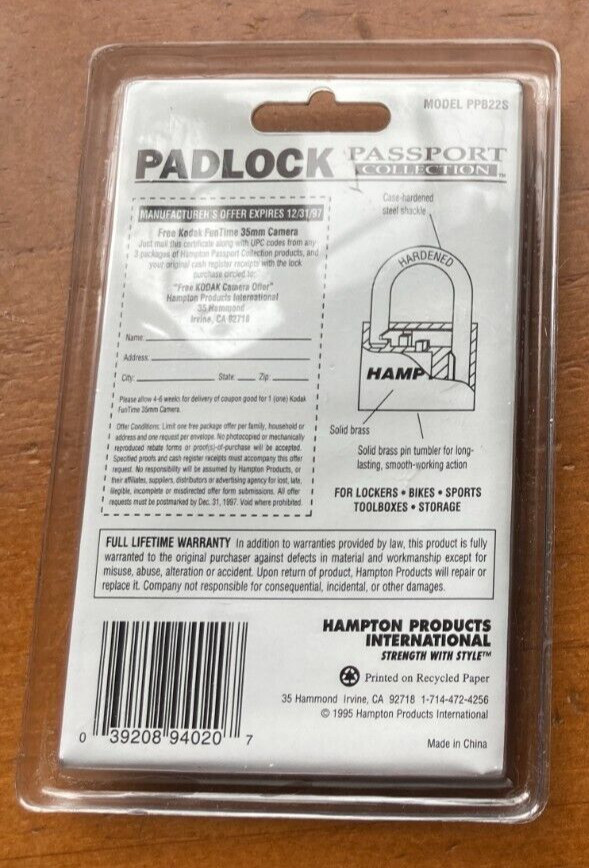 MODEL PPB22S
PADLOCK
PASSPORT
COLLECTION™
MANUFACTURER'S OFFER EXPIRES 12/31/97
Free Kodak FunTime 35mm Camera
Just mail this certificate along with UPC codes from any
3 packages of Hampton Passport Collection products, and
your original cash register receipts with the lock
purchase circled to:
"Free KODAK Camera Offer"
Hampton Products International
35 Hammond
Irvine, CA 92718
Name:
Address:
City: State: Zip:
Please allow 4-6 weeks for delivery of coupon good for 1 (one) Kodak
FunTime 35mm Camera.
Offer Conditions: Limit one free package offer per family, household or
address and one request per envelope. No photocopied or mechanically
reproduced rebate forms or proof(s)-of-purchase will be accepted.
Specified proofs and cash register receipts must accompany this offer
request. No responsibility will be assumed by Hampton Products, or
their affiliates, suppliers, distributors or advertising agency for lost, late,
illegible, incomplete or misdirected offer form submissions. All offer
requests must be postmarked by Dec. 31, 1997. Void where prohibited.
Case-hardened
steel shackle
HARDENED
HAMP
Solid brass
Solid brass pin tumbler for long-
lasting, smooth-working action
FOR LOCKERS • BIKES • SPORTS
TOOLBOXES • STORAGE
FULL LIFETIME WARRANTY In addition to warranties provided by law, this product is fully
warranted to the original purchaser against defects in material and workmanship except for
misuse, abuse, alteration or accident. Upon return of product, Hampton Products will repair or
replace it. Company not responsible for consequential, incidental, or other damages.
HAMPTON PRODUCTS
INTERNATIONAL
STRENGTH WITH STYLE™
Printed on Recycled Paper
35 Hammond Irvine, CA 92718 1-714-472-4256
© 1995 Hampton Products International
Made in China
0 39208 94020 7